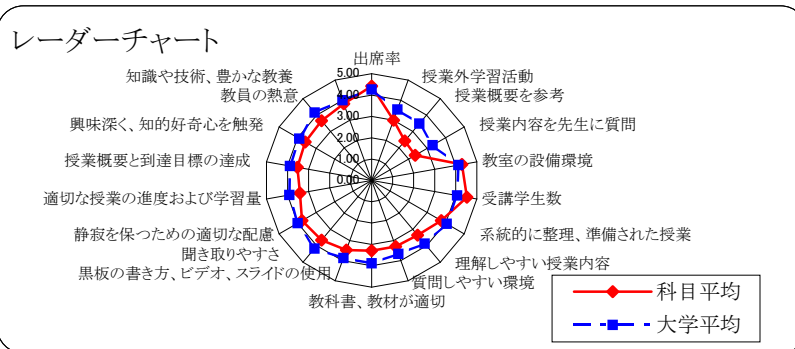 レーダーチャート
出席率
授業外学習活動
授業概要を参考
授業内容を先生に質問
教室の設備環境
受講学生数
系統的に整理、準備された授業
理解しやすい授業内容
質問しやすい環境
教科書、教材が適切
黒板の書き方、ビデオ、スライドの使用
聞き取りやすさ
静寂を保つための適切な配慮
適切な授業の進度および学習量
授業概要と到達目標の達成
興味深く、知的好奇心を触発
教員の熱意
知識や技術、豊かな教養
5.00
4.00
3.00
2.00
1.00
0.00
科目平均
大学平均